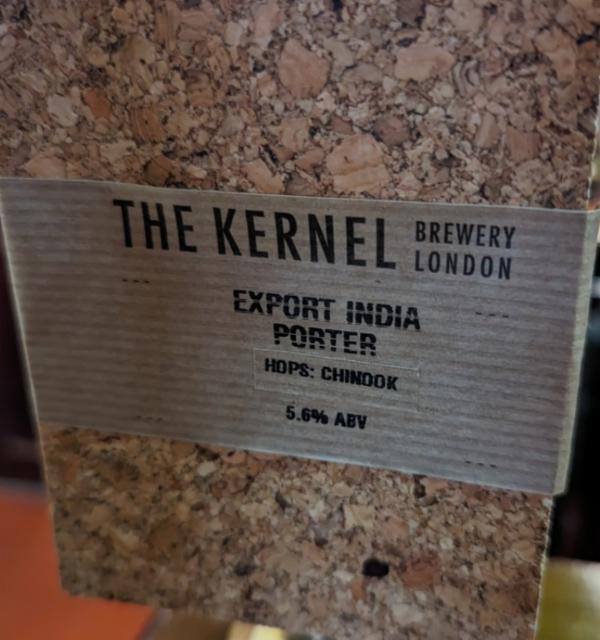 THE KERNEL BREWERY
LONDON
EXPORT INDIA
PORTER
HOPS: CHINOOK
5.6% ABV